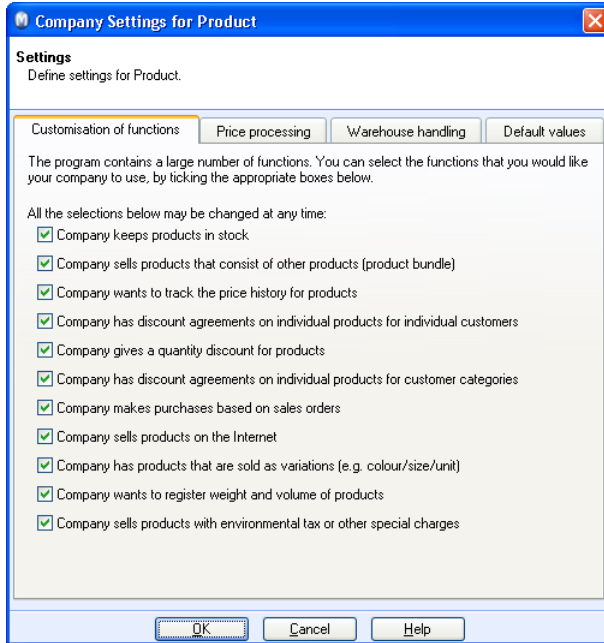 Company Settings for Product
Settings
Define settings for Product.
Customisation of functions
Price processing
Warehouse handling
Default values
The program contains a large number of functions. You can select the functions that you would like
your company to use, by ticking the appropriate boxes below.
All the selections below may be changed at any time:
Company keeps products in stock
Company sells products that consist of other products (product bundle)
Company wants to track the price history for products
Company has discount agreements on individual products for individual customers
Company gives a quantity discount for products
Company has discount agreements on individual products for customer categories
Company makes purchases based on sales orders
Company sells products on the Internet
Company has products that are sold as variations (e.g. colour/size/unit)
Company wants to register weight and volume of products
Company sells products with environmental tax or other special charges
OK
Cancel
Help